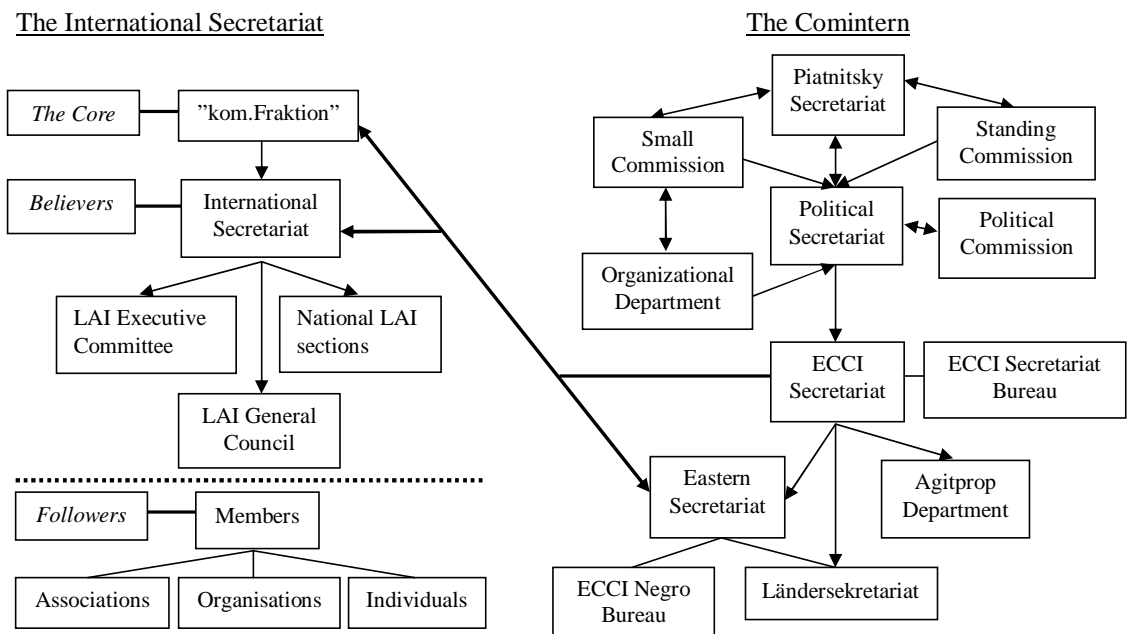 The International Secretariat
The Core
”kom.Fraktion”
Believers
International
Secretariat
LAI Executive
Committee
National LAI
sections
LAI General
Council
Followers
Members
Associations
Organisations
Individuals
The Comintern
Piatnitsky
Secretariat
Small
Commission
Standing
Commission
Political
Secretariat
Political
Commission
Organizational
Department
ECCI
Secretariat
ECCI Secretariat
Bureau
Eastern
Secretariat
Agitprop
Department
ECCI Negro
Bureau
Ländersekretariat